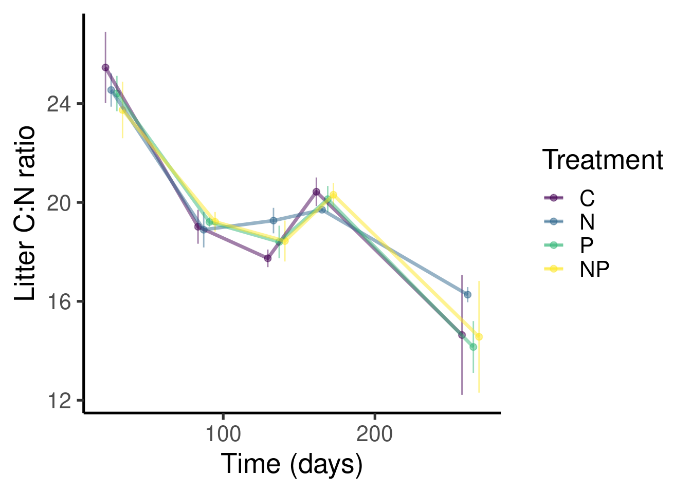 Litter C:N ratio
24
20
16
12
100
200
Time (days)
Treatment
C
N
P
NP